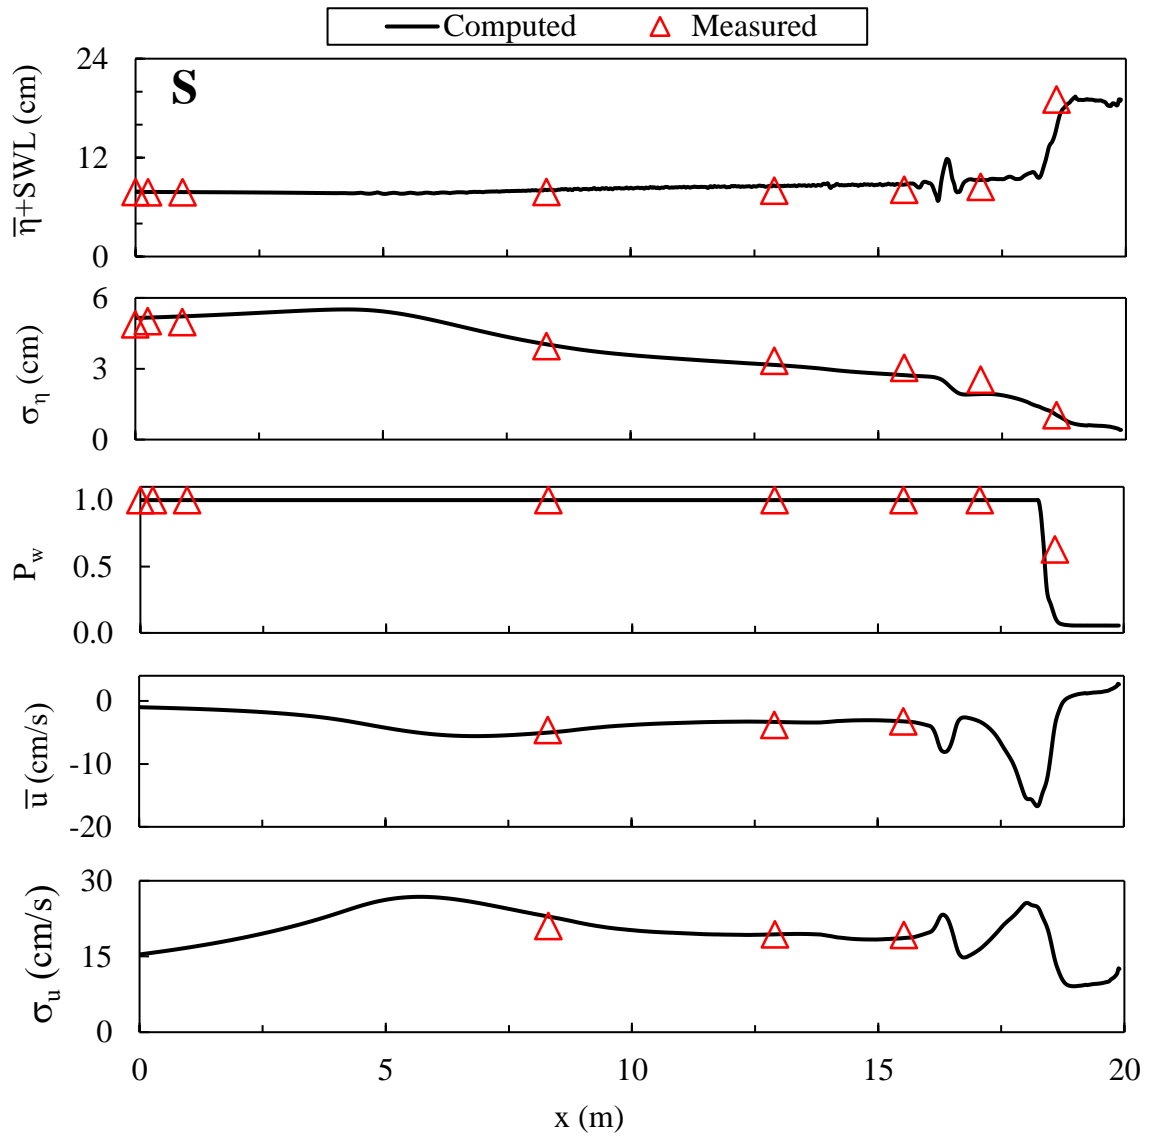 Computed Measured
S
η̅+SWL (cm)
24
12
0
σ_η (cm)
6
3
0
P_w
1.0
0.5
0.0
u̅ (cm/s)
0
-10
-20
σ_u (cm/s)
30
15
0
0 5 10 15 20
x (m)